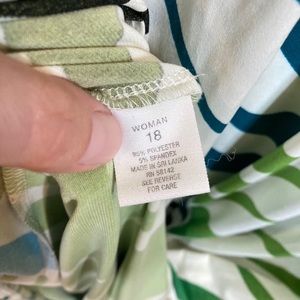 WOMAN
18
95% POLYESTER
5% SPANDEX
MADE IN SRI LANKA
RN 58142
SEE REVERSE
FOR CARE